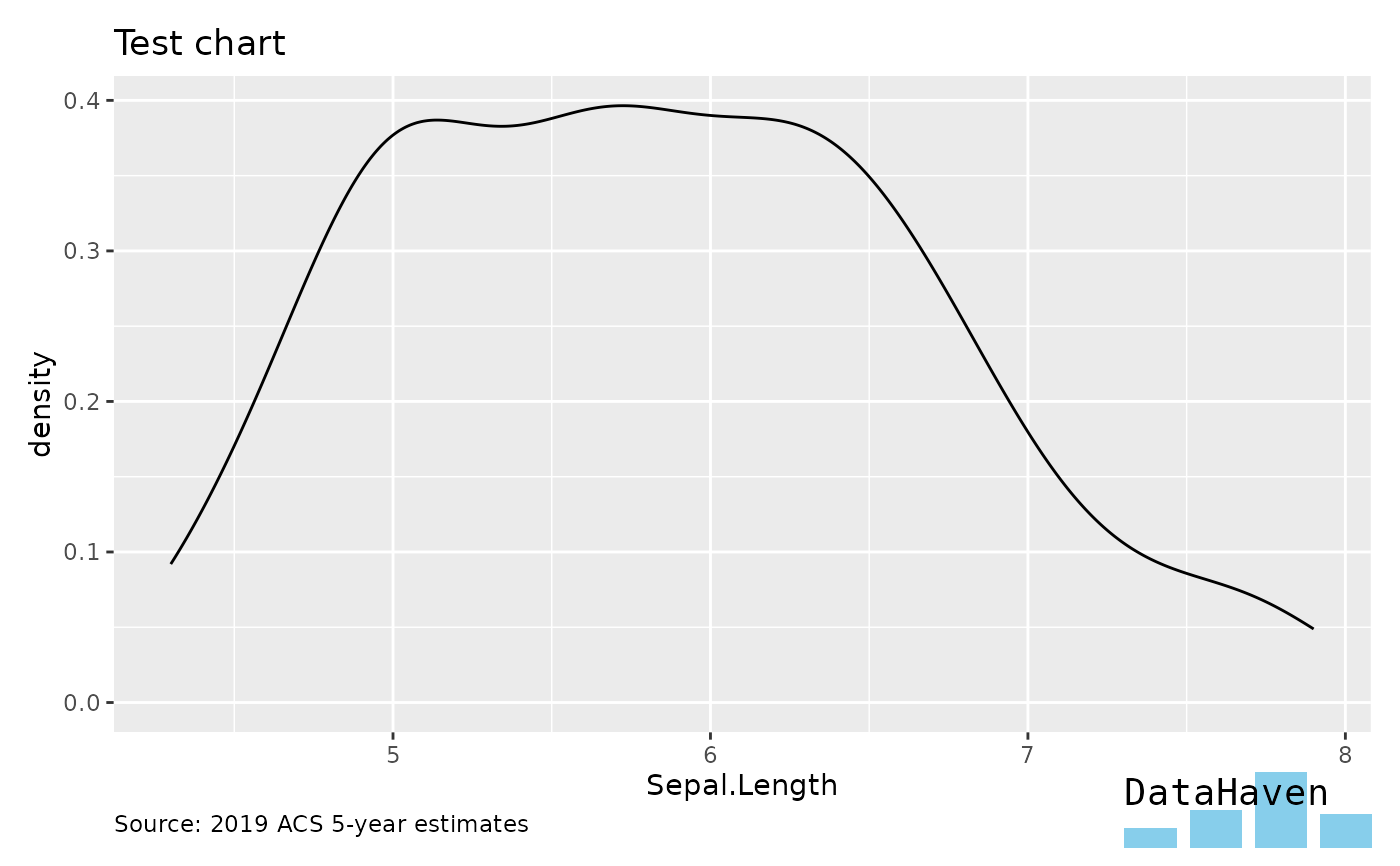 Test chart
0.4
0.3
0.2
0.1
0.0
density
5 6 7 8
Sepal.Length
DataHaven
Source: 2019 ACS 5-year estimates